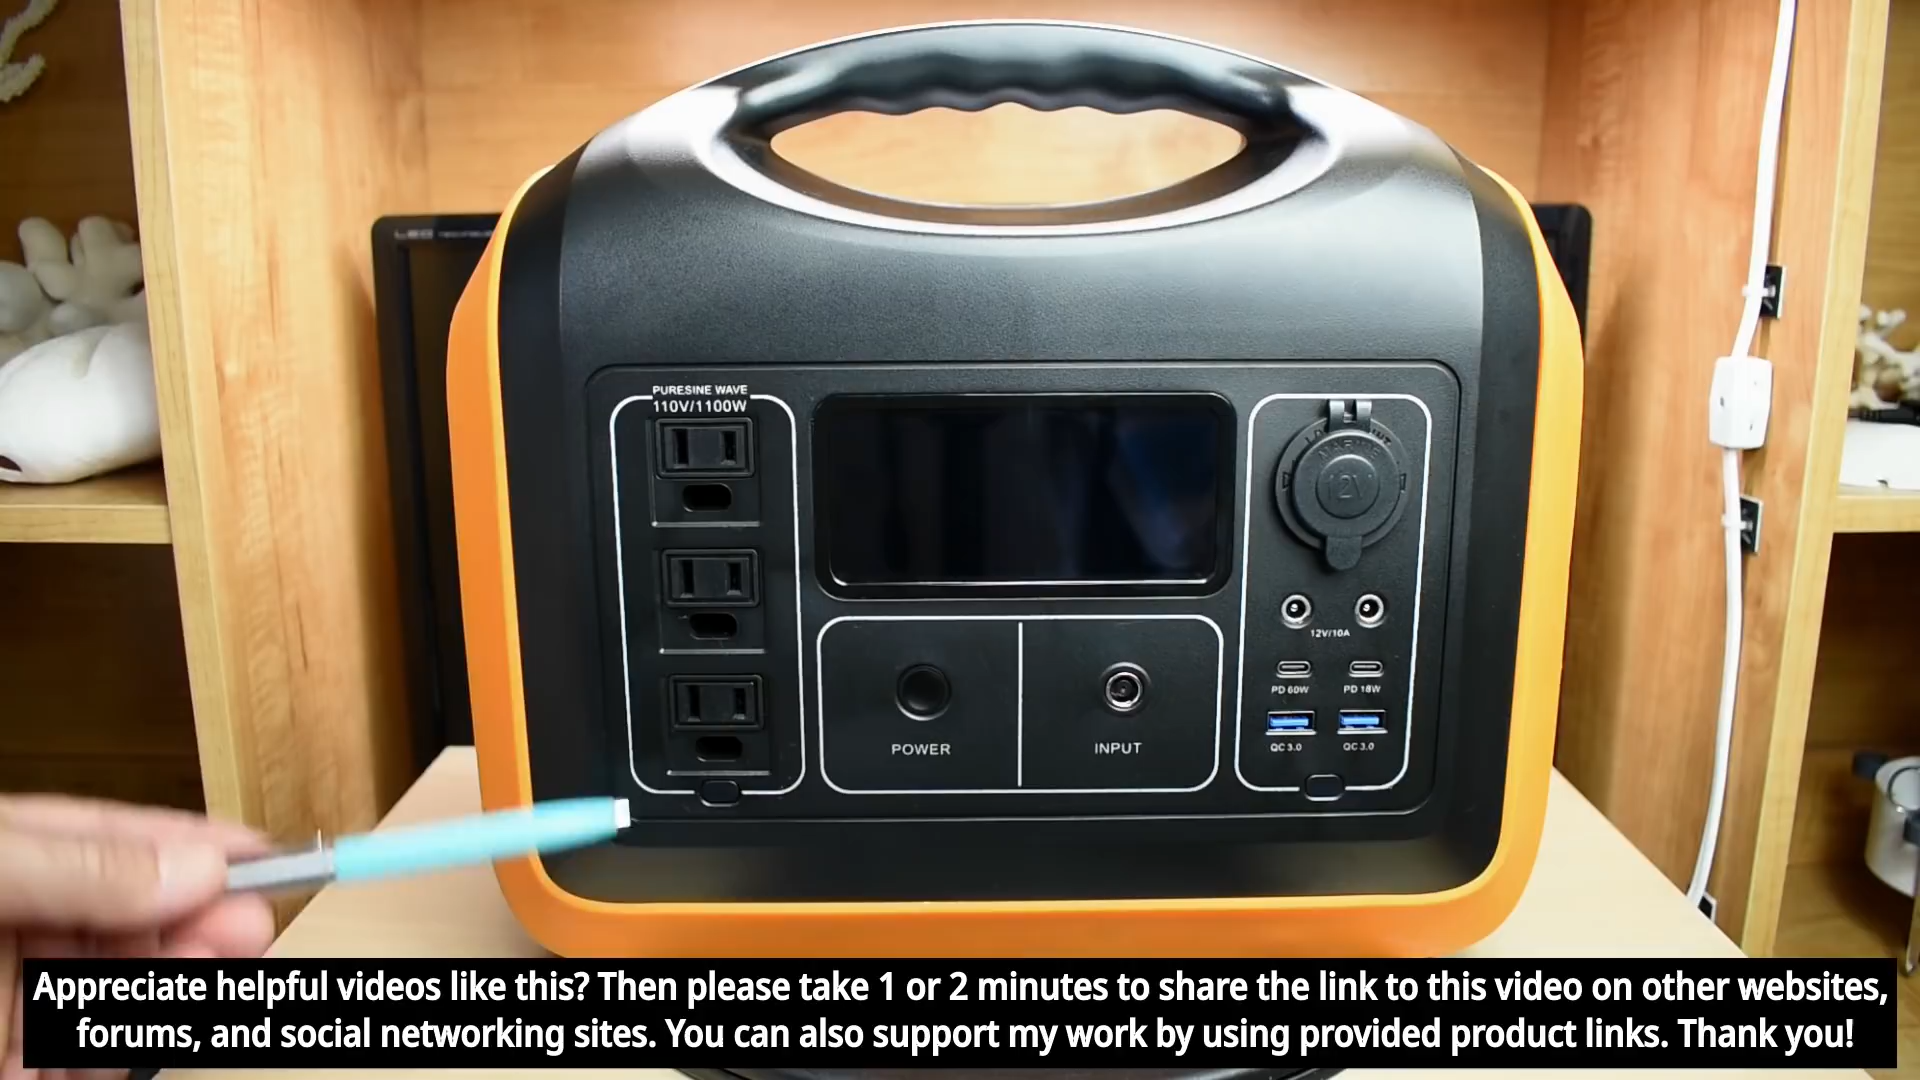 PURESINE WAVE
110V/1100W
12V
12V/10A
PD 60W
PD 18W
QC 3.0
QC 3.0
POWER
INPUT
Appreciate helpful videos like this? Then please take 1 or 2 minutes to share the link to this video on other websites,
forums, and social networking sites. You can also support my work by using provided product links. Thank you!